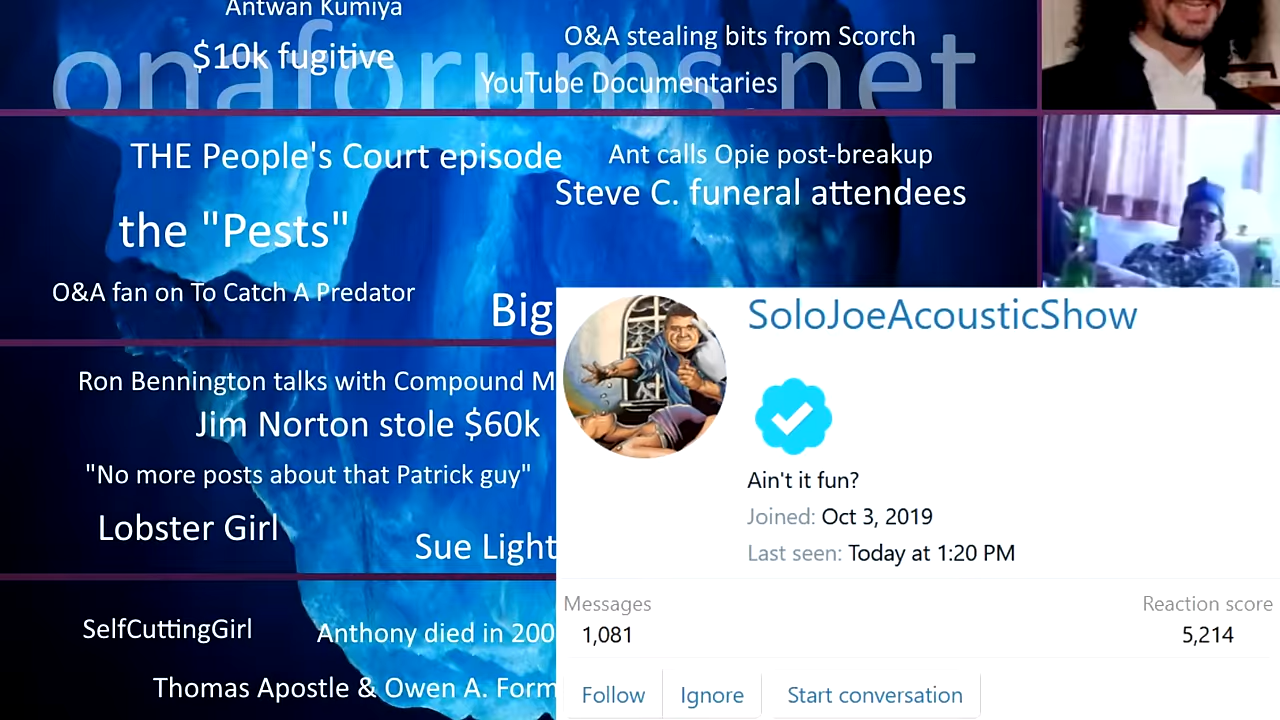 Antwan Kumiya
$10k fugitive
O&A stealing bits from Scorch
onaforums.net
YouTube Documentaries
THE People's Court episode
Ant calls Opie post-breakup
Steve C. funeral attendees
the "Pests"
O&A fan on To Catch A Predator
Big
SoloJoeAcousticShow
Ron Bennington talks with Compound M
Jim Norton stole $60k
"No more posts about that Patrick guy"
Ain't it fun?
Lobster Girl
Joined: Oct 3, 2019
Sue Light
Last seen: Today at 1:20 PM
Messages
Reaction score
1,081
5,214
SelfCuttingGirl
Anthony died in 200
Thomas Apostle & Owen A. Form
Follow
Ignore
Start conversation